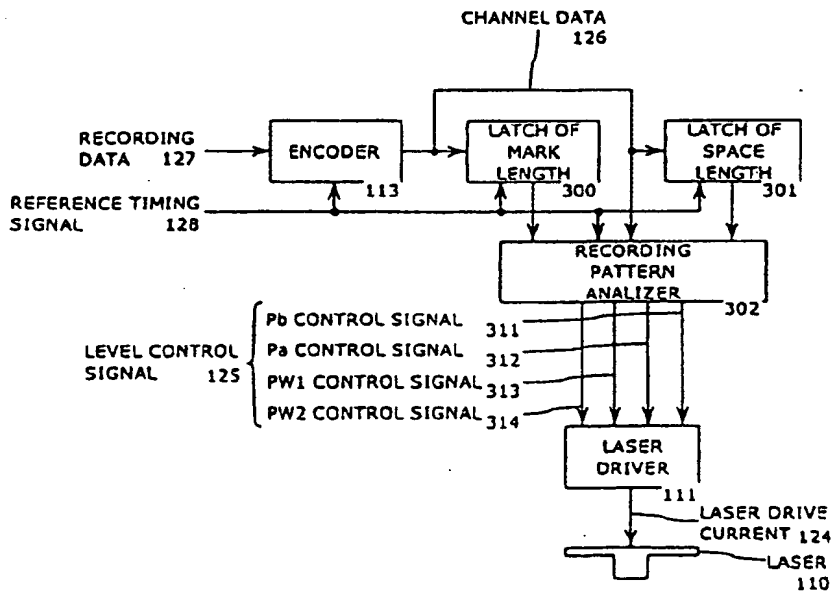 CHANNEL DATA
126
RECORDING
DATA 127
ENCODER
113
LATCH OF
MARK
LENGTH
300
LATCH OF
SPACE
LENGTH
301
REFERENCE TIMING
SIGNAL 128
RECORDING
PATTERN
ANALIZER
302
LEVEL CONTROL
SIGNAL 125
Pb CONTROL SIGNAL 311
Pa CONTROL SIGNAL 312
PW1 CONTROL SIGNAL 313
PW2 CONTROL SIGNAL 314
LASER
DRIVER
111
LASER DRIVE
CURRENT 124
LASER
110